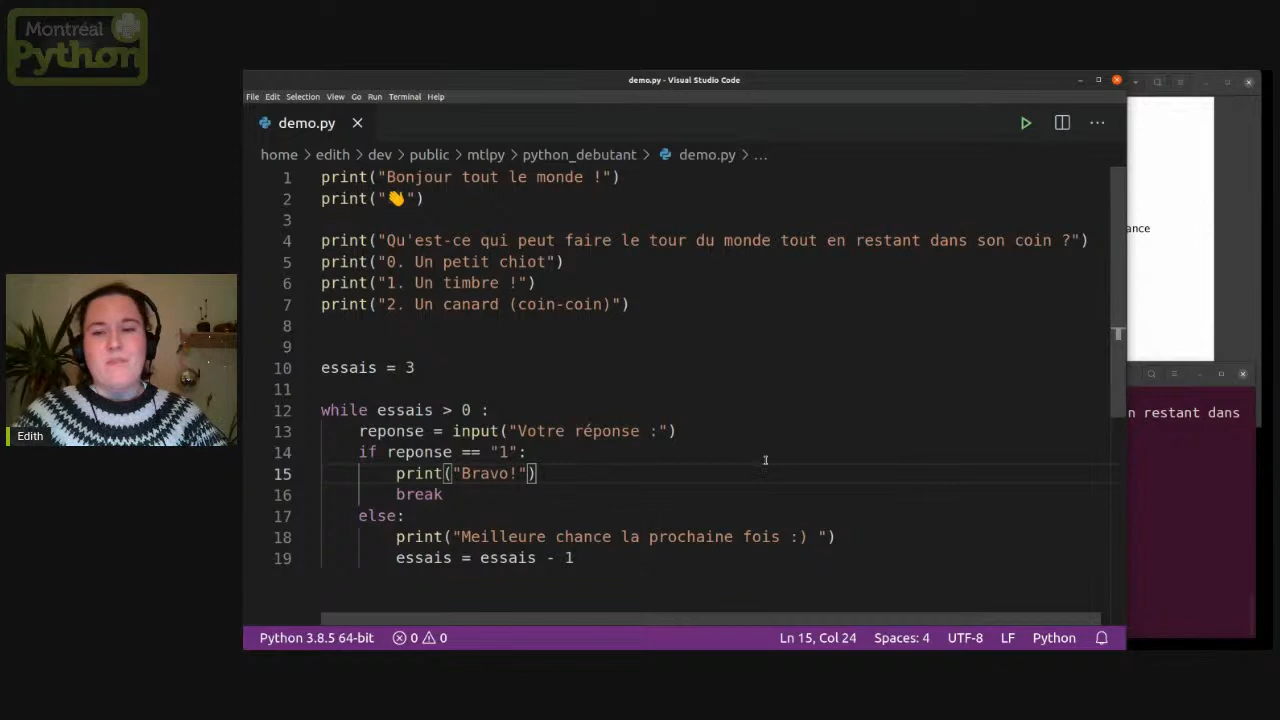 Montréal
Python
demo.py - Visual Studio Code
File Edit Selection View Go Run Terminal Help
demo.py
home > edith > dev > public > mtlpy > python_debutant > demo.py > ...
1 print("Bonjour tout le monde !")
2 print("👋")
3
4 print("Qu'est-ce qui peut faire le tour du monde tout en restant dans son coin ?")
5 print("0. Un petit chiot")
6 print("1. Un timbre !")
7 print("2. Un canard (coin-coin)")
8
9
10 essais = 3
11
12 while essais > 0 :
13 reponse = input("Votre réponse :")
14 if reponse == "1":
15 print("Bravo!")
16 break
17 else:
18 print("Meilleure chance la prochaine fois :) ")
19 essais = essais - 1
ance
n restant dans
Edith
Python 3.8.5 64-bit 0 0 Ln 15, Col 24 Spaces: 4 UTF-8 LF Python